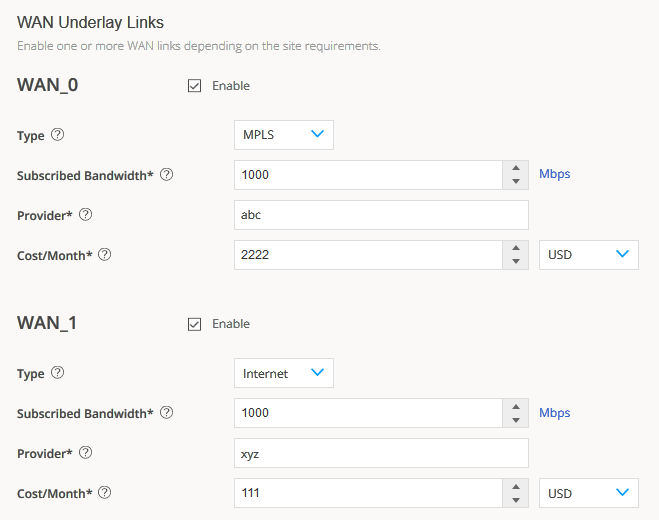 WAN Underlay Links
Enable one or more WAN links depending on the site requirements.
WAN_0 Enable
Type ? MPLS
Subscribed Bandwidth* ? 1000 Mbps
Provider* ? abc
Cost/Month* ? 2222 USD
WAN_1 Enable
Type ? Internet
Subscribed Bandwidth* ? 1000 Mbps
Provider* ? xyz
Cost/Month* ? 111 USD